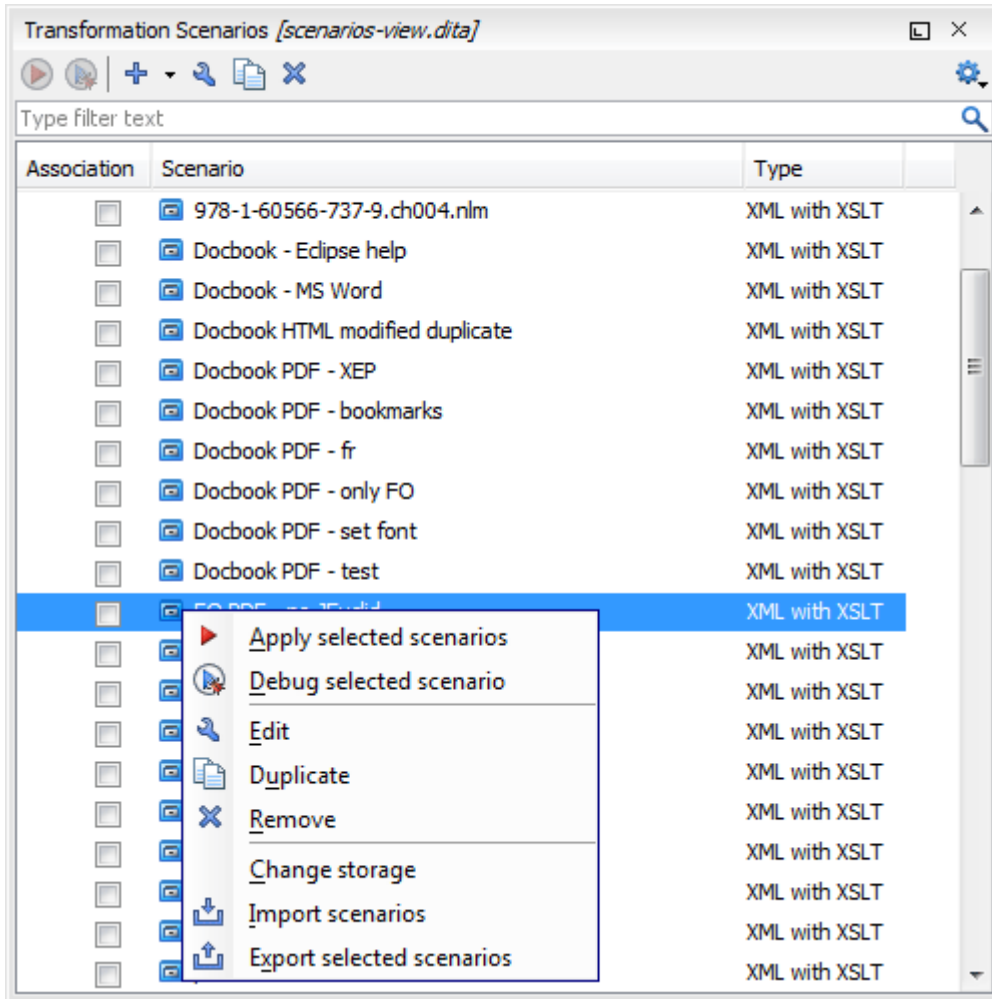 Transformation Scenarios [scenarios-view.dita]
Type filter text
Association Scenario Type
978-1-60566-737-9.ch004.nlm XML with XSLT
Docbook - Eclipse help XML with XSLT
Docbook - MS Word XML with XSLT
Docbook HTML modified duplicate XML with XSLT
Docbook PDF - XEP XML with XSLT
Docbook PDF - bookmarks XML with XSLT
Docbook PDF - fr XML with XSLT
Docbook PDF - only FO XML with XSLT
Docbook PDF - set font XML with XSLT
Docbook PDF - test XML with XSLT
XML with XSLT
Apply selected scenarios XML with XSLT
Debug selected scenario XML with XSLT
Edit XML with XSLT
Duplicate XML with XSLT
Remove XML with XSLT
Change storage XML with XSLT
Import scenarios XML with XSLT
XML with XSLT
Export selected scenarios XML with XSLT